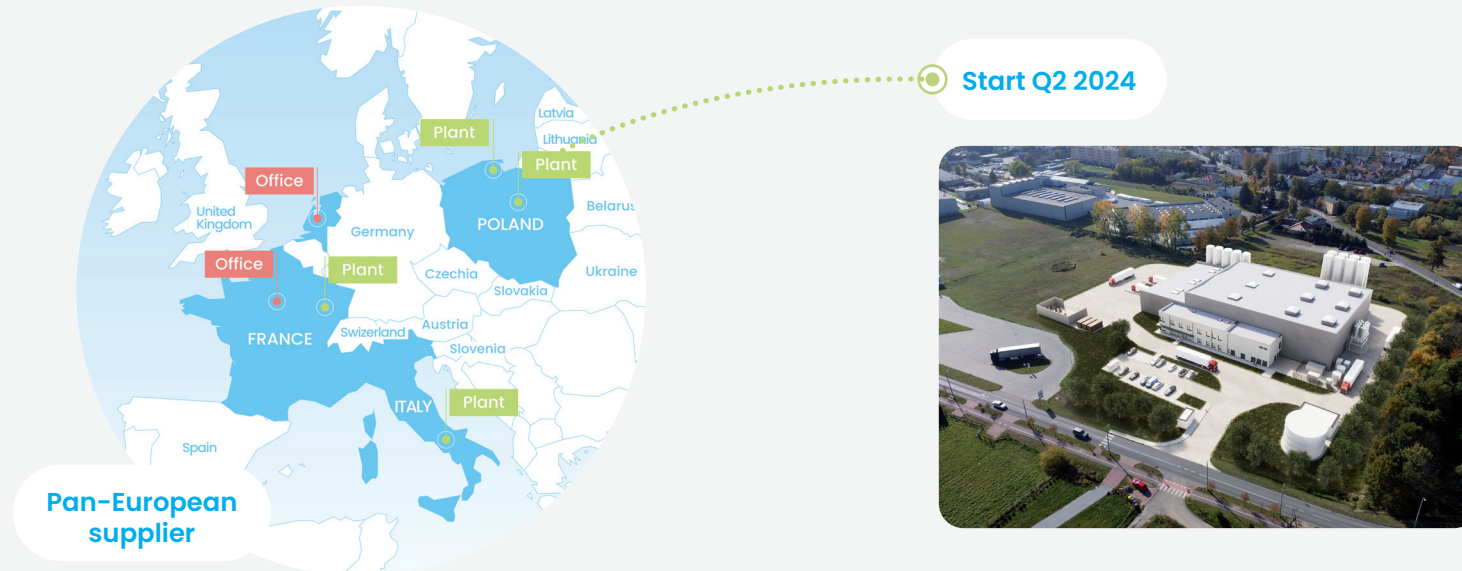 Start Q2 2024
Latvia
Plant
Lithuania
Plant
Office
United
Kingdom
Belarus
POLAND
Germany
Office
Plant
Czechia
Ukraine
Slovakia
Austria
Swizerland
FRANCE
Slovenia
ITALY
Plant
Spain
Pan-European
supplier